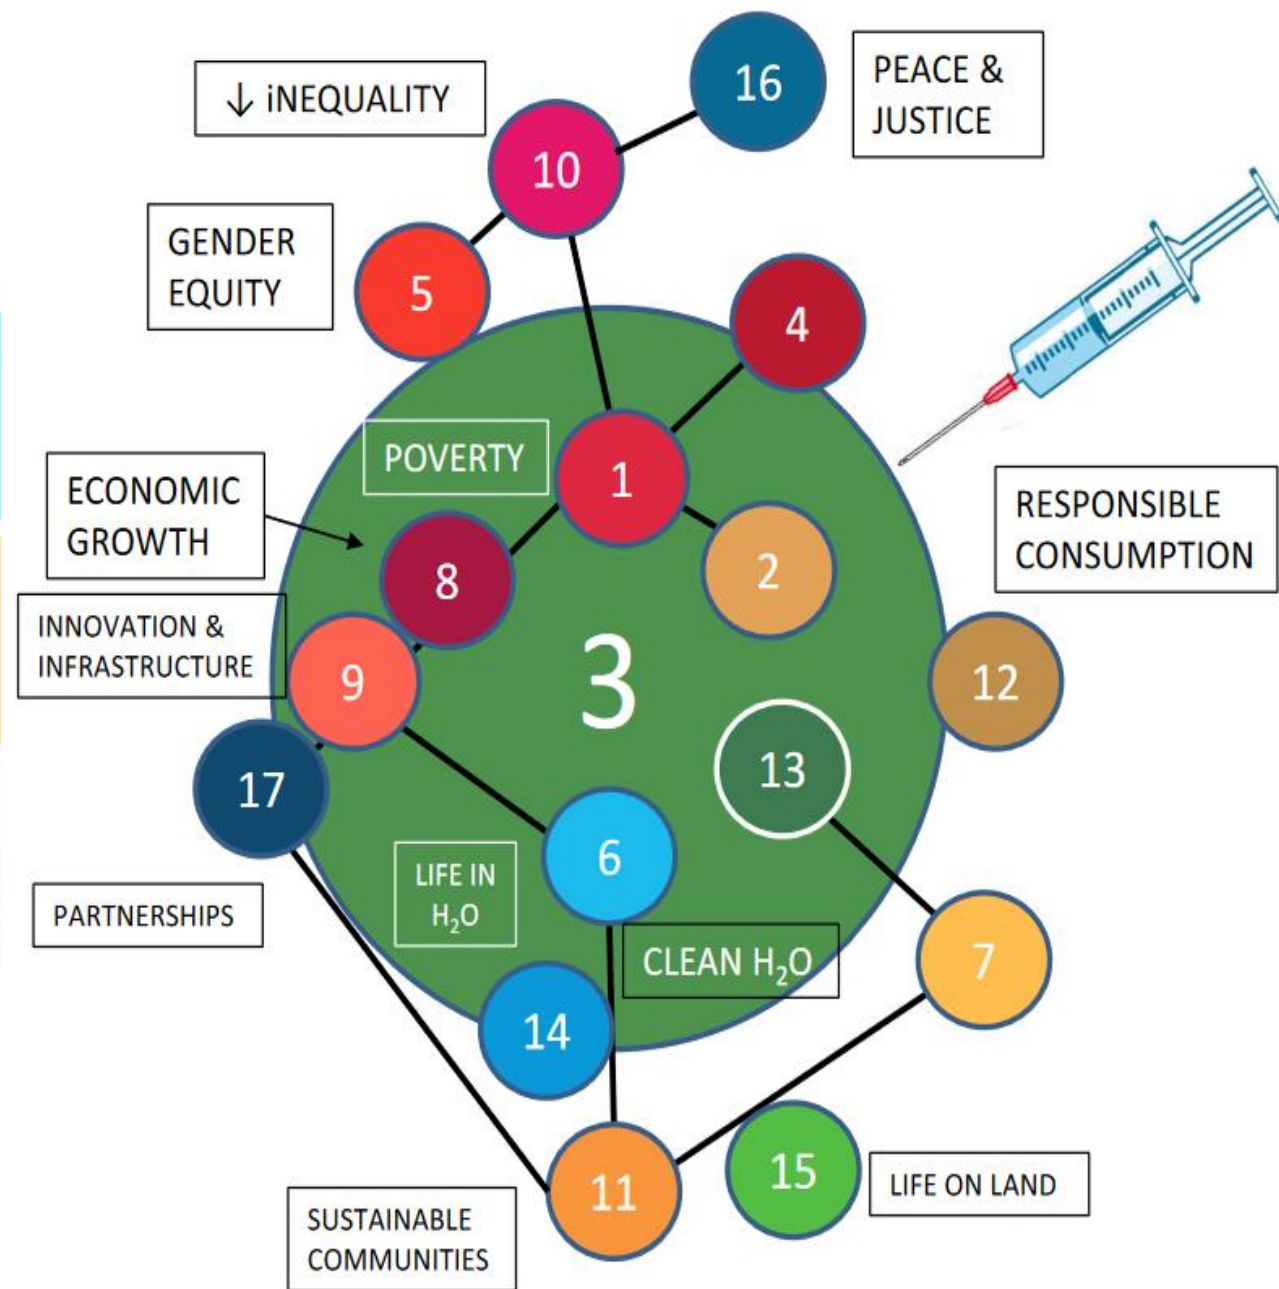 16
PEACE &
JUSTICE
↓ iNEQUALITY
10
GENDER
EQUITY
5
4
POVERTY
1
ECONOMIC
GROWTH
8
2
RESPONSIBLE
CONSUMPTION
INNOVATION &
INFRASTRUCTURE
9
3
12
17
13
6
LIFE IN
H₂O
PARTNERSHIPS
CLEAN H₂O
7
14
11
15
LIFE ON LAND
SUSTAINABLE
COMMUNITIES